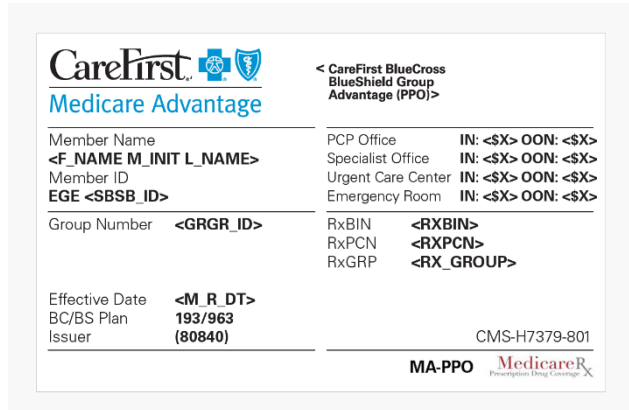 CareFirst.
Medicare Advantage
< CareFirst BlueCross
BlueShield Group
Advantage (PPO)>
Member Name
<F_NAME M_INIT L_NAME>
Member ID
EGE <SBSB_ID>
PCP Office IN: <$X> OON: <$X>
Specialist Office IN: <$X> OON: <$X>
Urgent Care Center IN: <$X> OON: <$X>
Emergency Room IN: <$X> OON: <$X>
Group Number <GRGR_ID>
RxBIN <RXBIN>
RxPCN <RXPCN>
RxGRP <RX_GROUP>
Effective Date <M_R_DT>
BC/BS Plan 193/963
Issuer (80840)
CMS-H7379-801
MA-PPO
MedicareRx
Prescription Drug Coverage